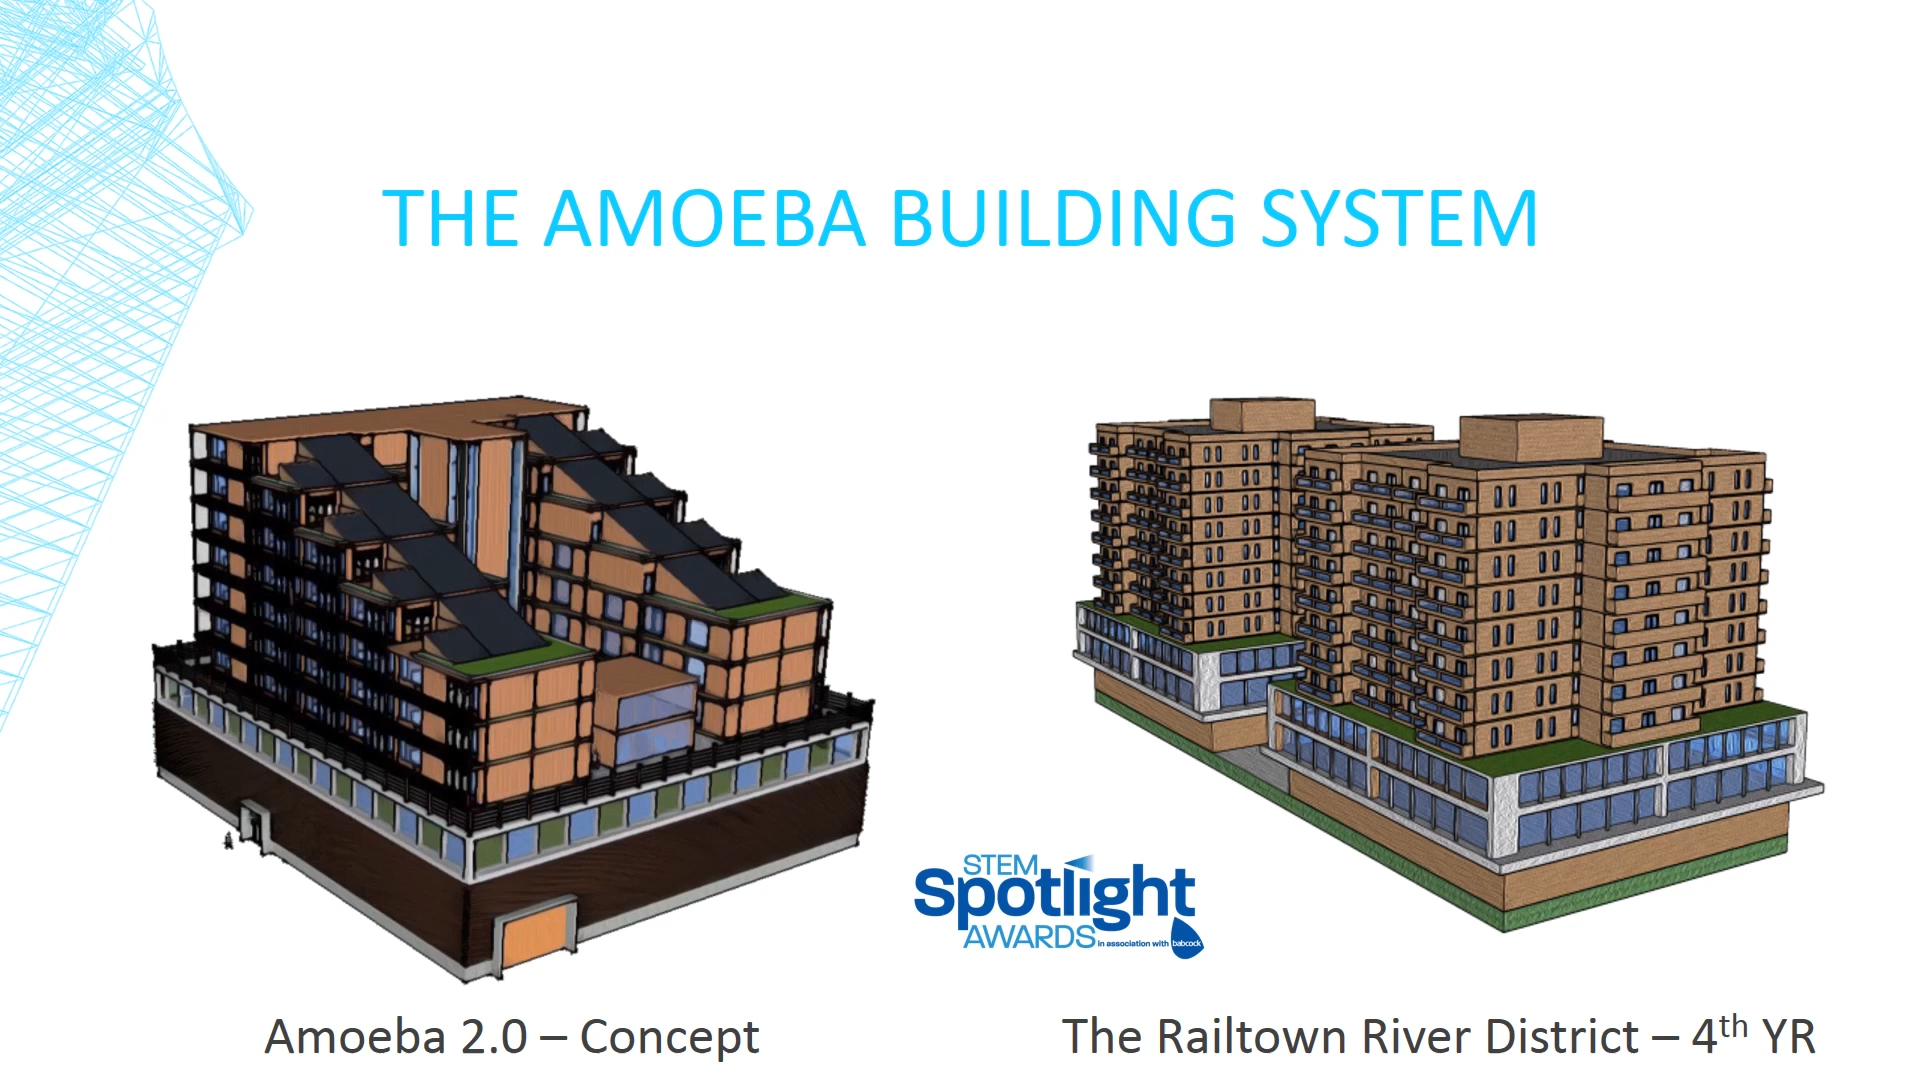 THE AMOEBA BUILDING SYSTEM
STEM
Spotlight
AWARDS in association with babcock
Amoeba 2.0 – Concept
The Railtown River District – 4th YR